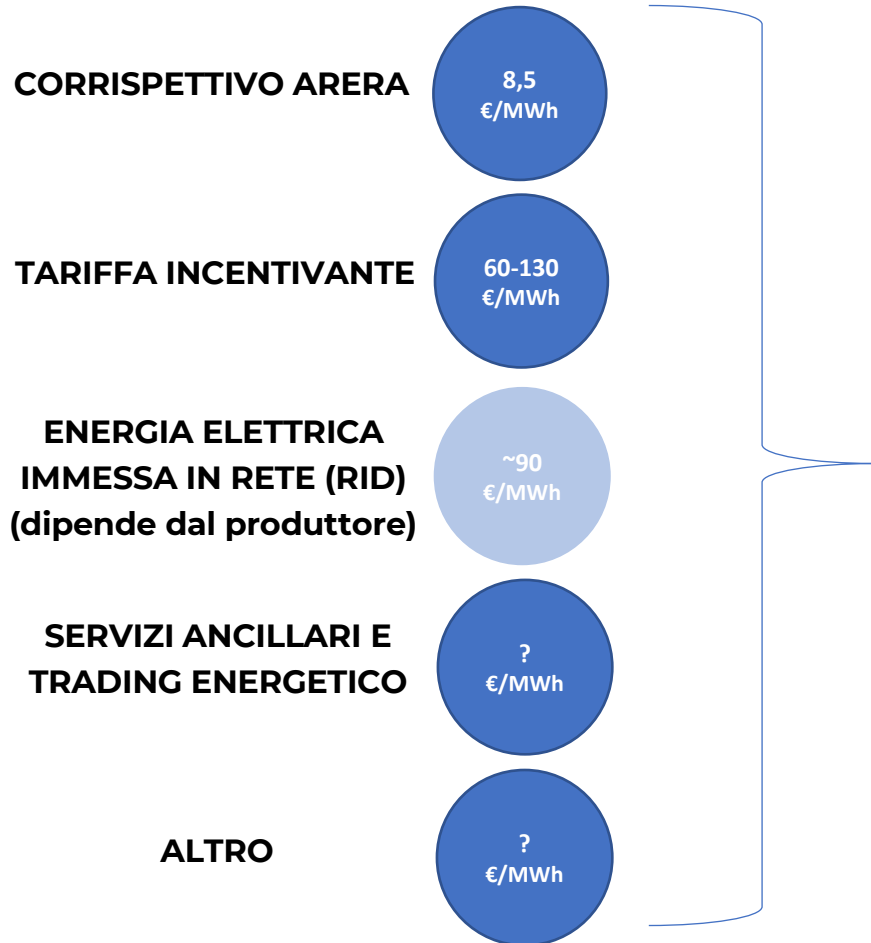 CORRISPETTIVO ARERA
8,5
€/MWh
TARIFFA INCENTIVANTE
60-130
€/MWh
ENERGIA ELETTRICA
IMMESSA IN RETE (RID)
(dipende dal produttore)
~90
€/MWh
SERVIZI ANCILLARI E
TRADING ENERGETICO
?
€/MWh
ALTRO
?
€/MWh